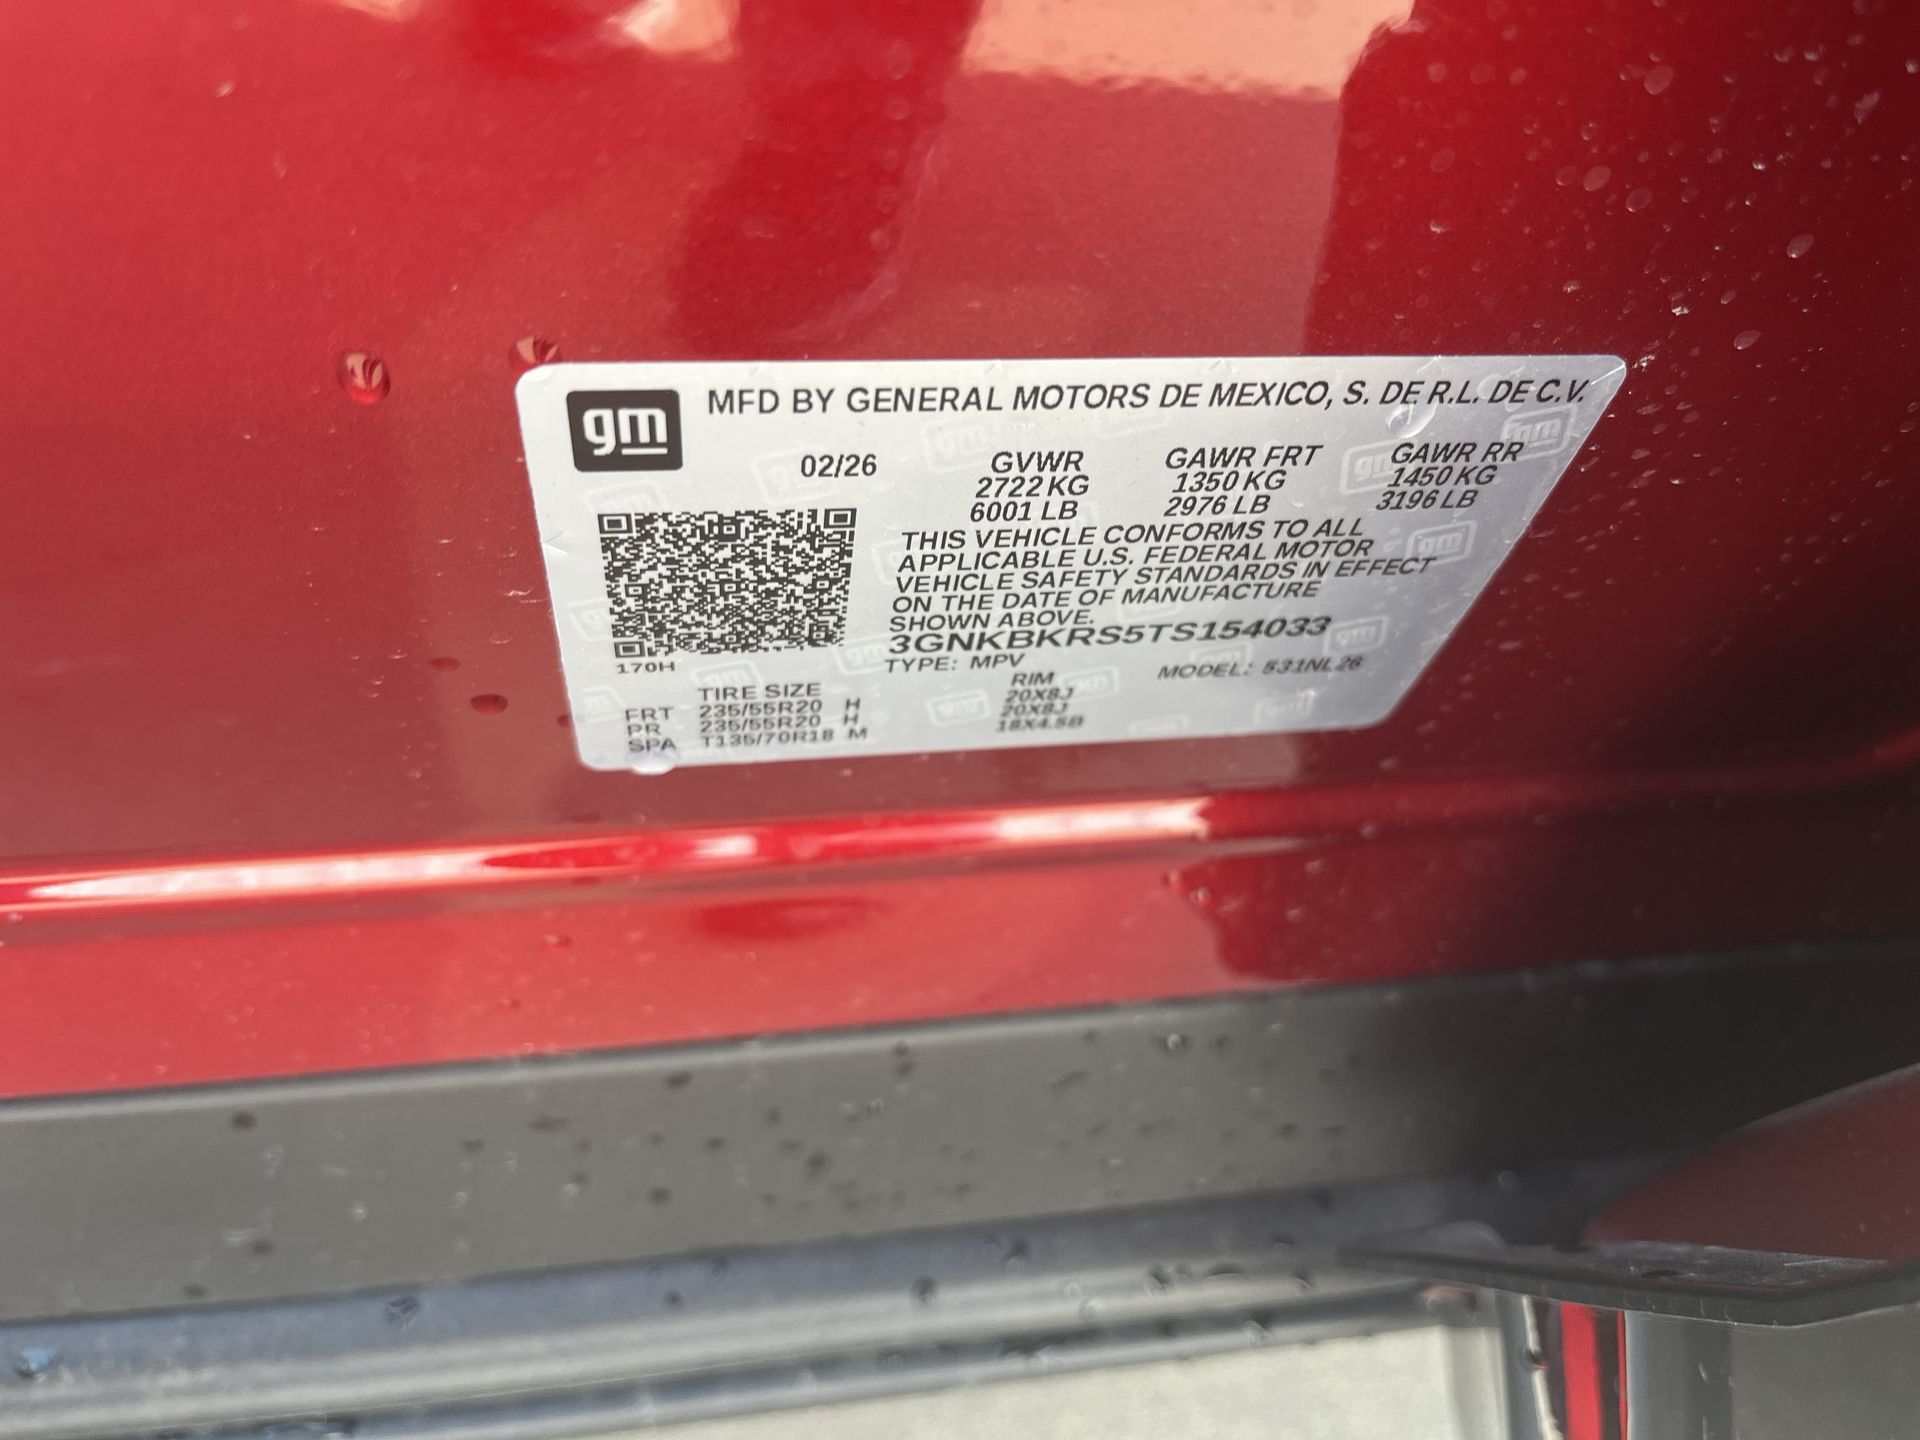 gm MFD BY GENERAL MOTORS DE MEXICO, S. DE R.L. DE C.V.
02/26 GVWR GAWR FRT GAWR RR
2722 KG 1350 KG 1450 KG
6001 LB 2976 LB 3196 LB
THIS VEHICLE CONFORMS TO ALL
APPLICABLE U.S. FEDERAL MOTOR
VEHICLE SAFETY STANDARDS IN EFFECT
ON THE DATE OF MANUFACTURE
SHOWN ABOVE.
3GNKBKRS5TS154033
170H TYPE: MPV MODEL: 531NL26
TIRE SIZE RIM
FRT 235/55R20 H 20X8J
RR 235/55R20 H 20X8J
SPA T135/70R18 M 18X4.5B